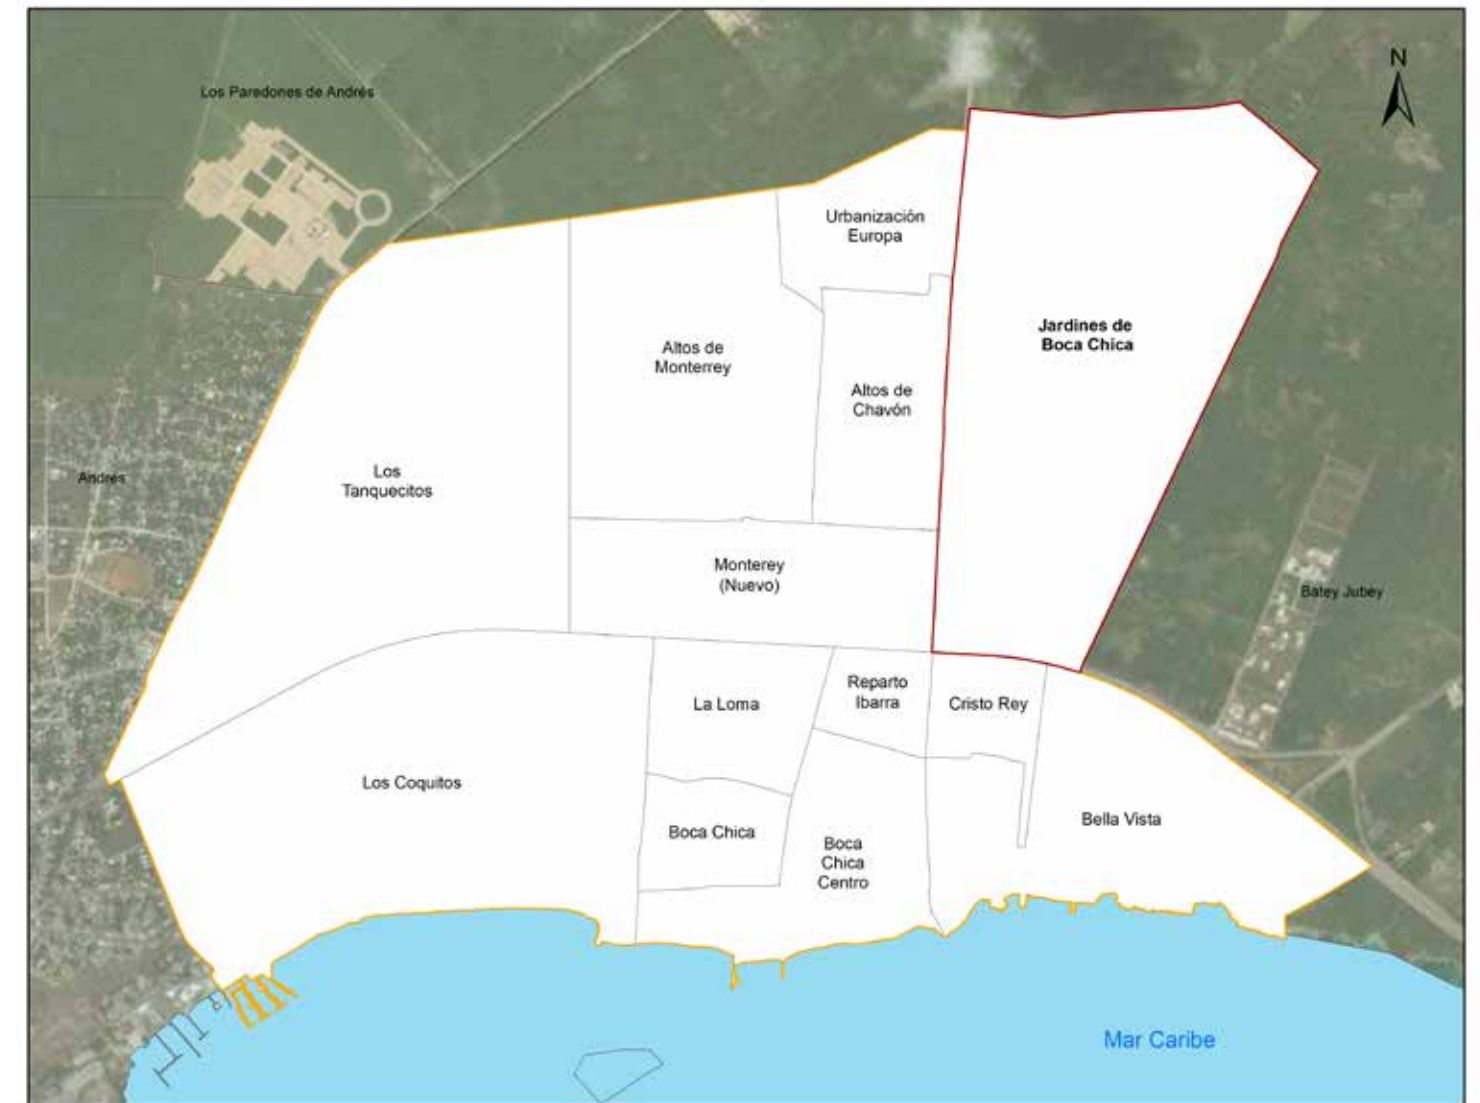 N
Los Paredones de Andrés
Urbanización
Europa
Jardines de
Boca Chica
Altos de
Monterrey
Altos de
Chavón
Los
Tanquecitos
Andrés
Monterey
(Nuevo)
Batey Jubey
Reparto
Ibarra
La Loma
Cristo Rey
Los Coquitos
Boca Chica
Boca
Chica
Centro
Bella Vista
Mar Caribe